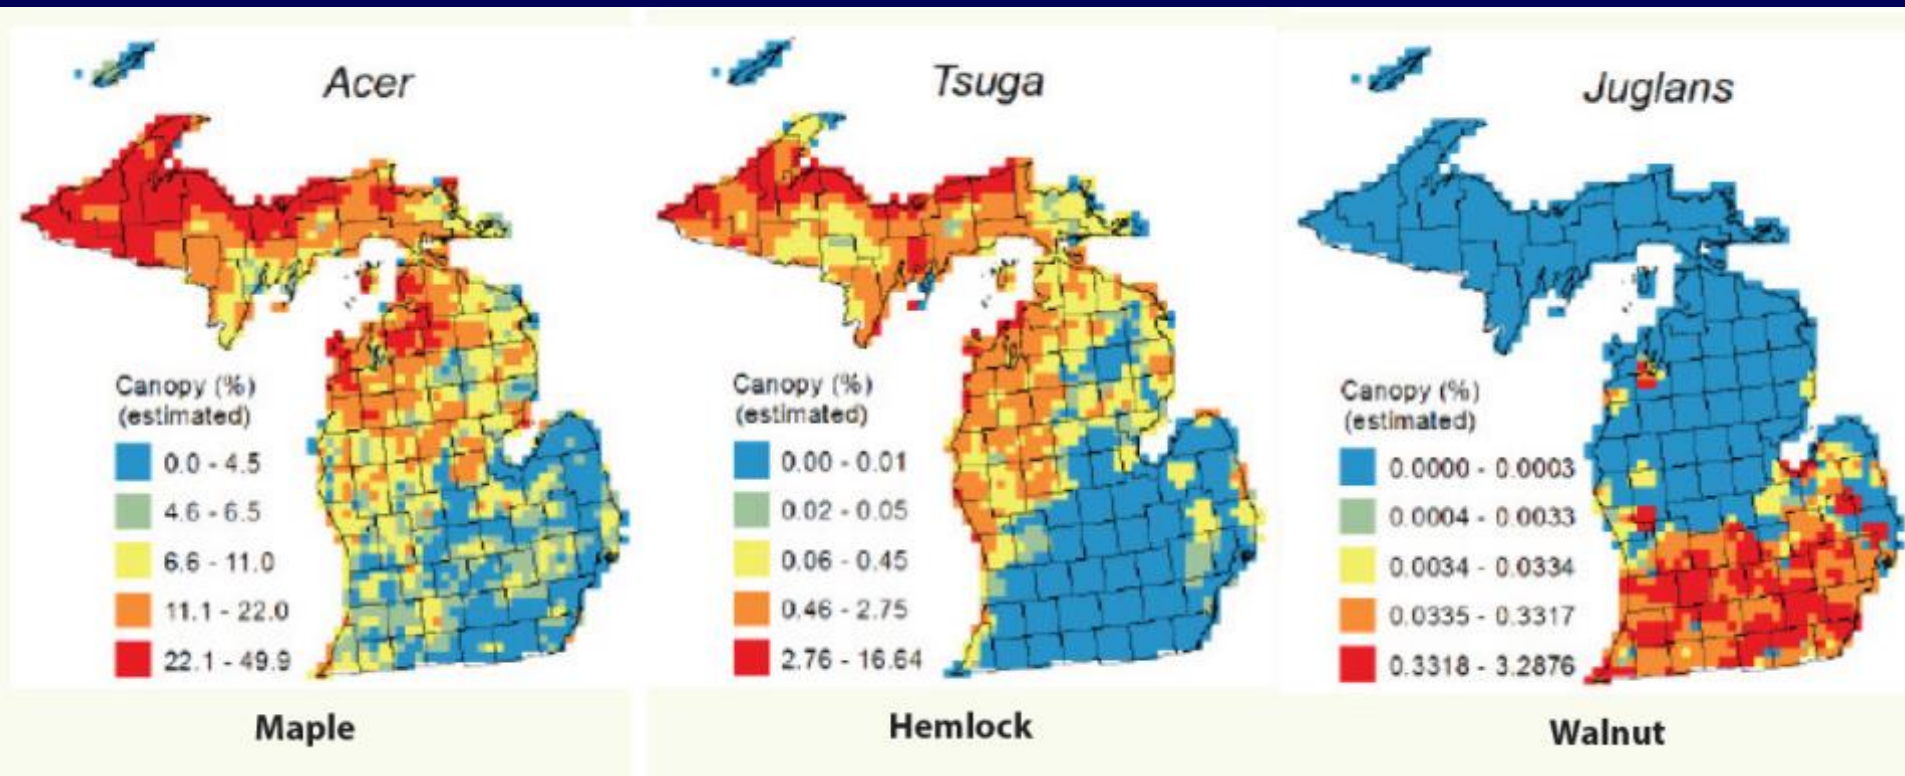 Acer
Canopy (%)
(estimated)
0.0 - 4.5
4.6 - 6.5
6.6 - 11.0
11.1 - 22.0
22.1 - 49.9
Maple
Tsuga
Canopy (%)
(estimated)
0.00 - 0.01
0.02 - 0.05
0.06 - 0.45
0.46 - 2.75
2.76 - 16.64
Hemlock
Juglans
Canopy (%)
(estimated)
0.0000 - 0.0003
0.0004 - 0.0033
0.0034 - 0.0334
0.0335 - 0.3317
0.3318 - 3.2876
Walnut